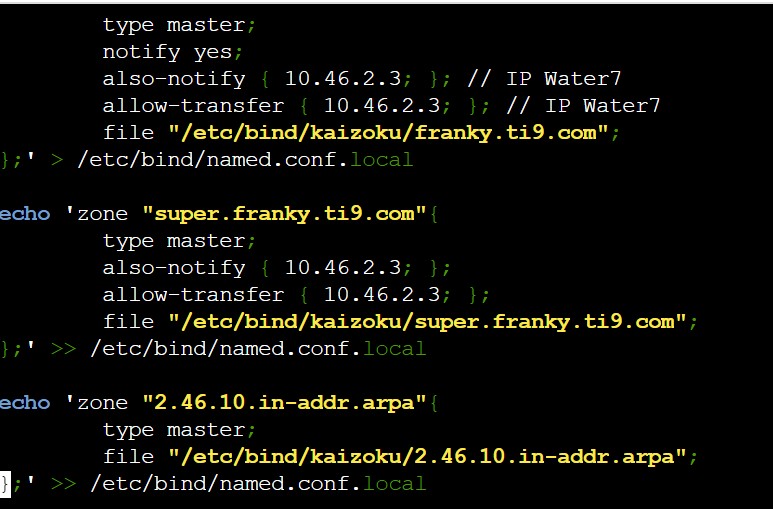 type master;
notify yes;
also-notify { 10.46.2.3; }; // IP Water7
allow-transfer { 10.46.2.3; }; // IP Water7
file "/etc/bind/kaizoku/franky.ti9.com";
};' > /etc/bind/named.conf.local
echo 'zone "super.franky.ti9.com"{
type master;
also-notify { 10.46.2.3; };
allow-transfer { 10.46.2.3; };
file "/etc/bind/kaizoku/super.franky.ti9.com";
};' >> /etc/bind/named.conf.local
echo 'zone "2.46.10.in-addr.arpa"{
type master;
file "/etc/bind/kaizoku/2.46.10.in-addr.arpa";
};' >> /etc/bind/named.conf.local